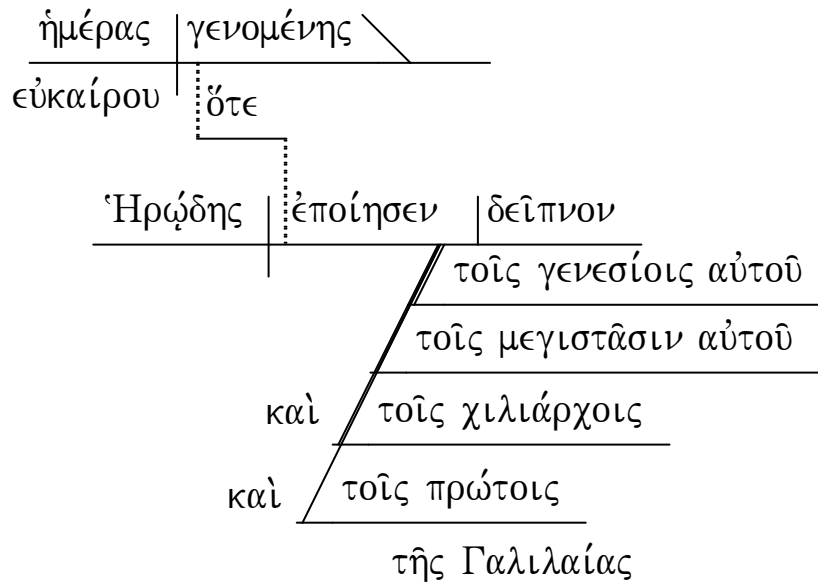 ἡμέρας γενομένης
εὐκαίρου ὅτε
Ἡρῴδης ἐποίησεν δεῖπνον
τοῖς γενεσίοις αὐτοῦ
τοῖς μεγιστᾶσιν αὐτοῦ
καὶ τοῖς χιλιάρχοις
καὶ τοῖς πρώτοις
τῆς Γαλιλαίας